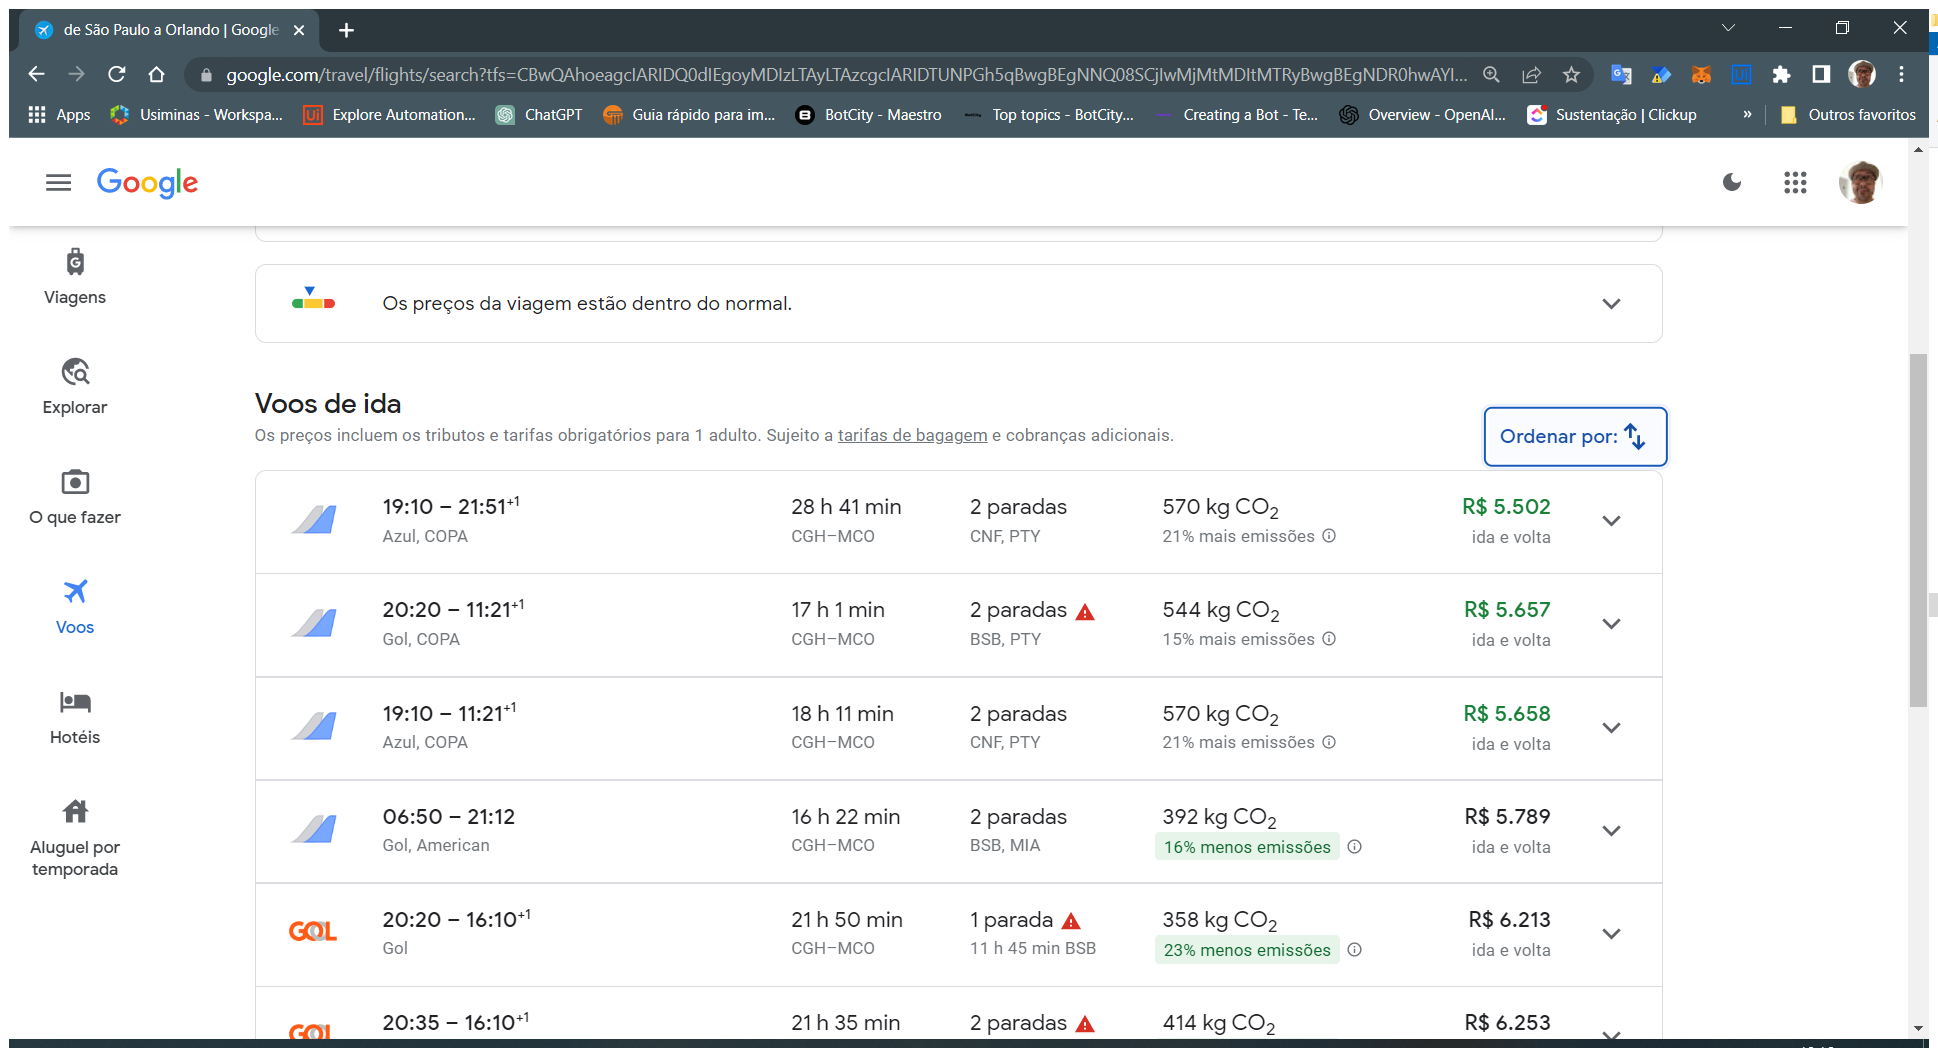 de São Paulo a Orlando | Google
google.com/travel/flights/search?tfs=CBwQAhoeagcIARIDQ0dIEgoyMDIzLTAyLTAzcgcIARIDTUNPGh5qBwgBEgNNQ08SCjIwMjMtMDItMTRyBwgBEgNDR0hwAYI...
Apps Usiminas - Workspa... Explore Automation... ChatGPT Guia rápido para im... BotCity - Maestro Top topics - BotCity... Creating a Bot - Te... Overview - OpenAI... Sustentação | Clickup » Outros favoritos
Google
Viagens
Explorar
O que fazer
Voos
Hotéis
Aluguel por
temporada
Os preços da viagem estão dentro do normal.
Voos de ida
Os preços incluem os tributos e tarifas obrigatórios para 1 adulto. Sujeito a tarifas de bagagem e cobranças adicionais.
Ordenar por:
19:10 – 21:51+1 28 h 41 min 2 paradas 570 kg CO2 R$ 5.502
Azul, COPA CGH–MCO CNF, PTY 21% mais emissões ida e volta
20:20 – 11:21+1 17 h 1 min 2 paradas 544 kg CO2 R$ 5.657
Gol, COPA CGH–MCO BSB, PTY 15% mais emissões ida e volta
19:10 – 11:21+1 18 h 11 min 2 paradas 570 kg CO2 R$ 5.658
Azul, COPA CGH–MCO CNF, PTY 21% mais emissões ida e volta
06:50 – 21:12 16 h 22 min 2 paradas 392 kg CO2 R$ 5.789
Gol, American CGH–MCO BSB, MIA 16% menos emissões ida e volta
GOL 20:20 – 16:10+1 21 h 50 min 1 parada 358 kg CO2 R$ 6.213
Gol CGH–MCO 11 h 45 min BSB 23% menos emissões ida e volta
GOL 20:35 – 16:10+1 21 h 35 min 2 paradas 414 kg CO2 R$ 6.253